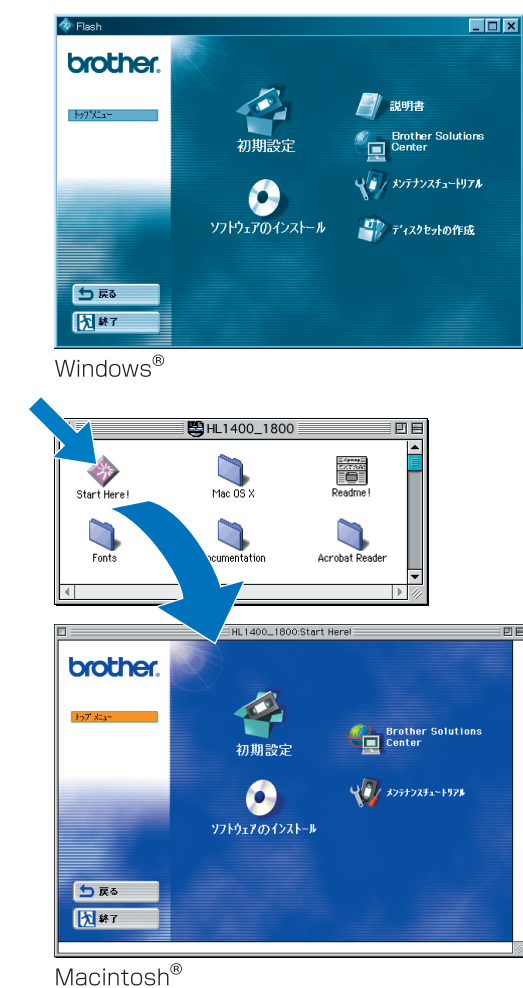 Flash
brother®
ﾄｯﾌﾟﾒﾆｭｰ
初期設定
ソフトウェアのインストール
説明書
Brother Solutions
Center
メンテナンスチュートリアル
ディスクセットの作成
戻る
終了
Windows®
HL1400_1800
Start Here!
Mac OS X
Readme!
Fonts
cumentation
Acrobat Reader
HL1400_1800:Start Here!
brother®
ﾄｯﾌﾟ ﾒﾆｭｰ
初期設定
ソフトウェアのインストール
Brother Solutions
Center
メンテナンスチュートリアル
戻る
終了
Macintosh®